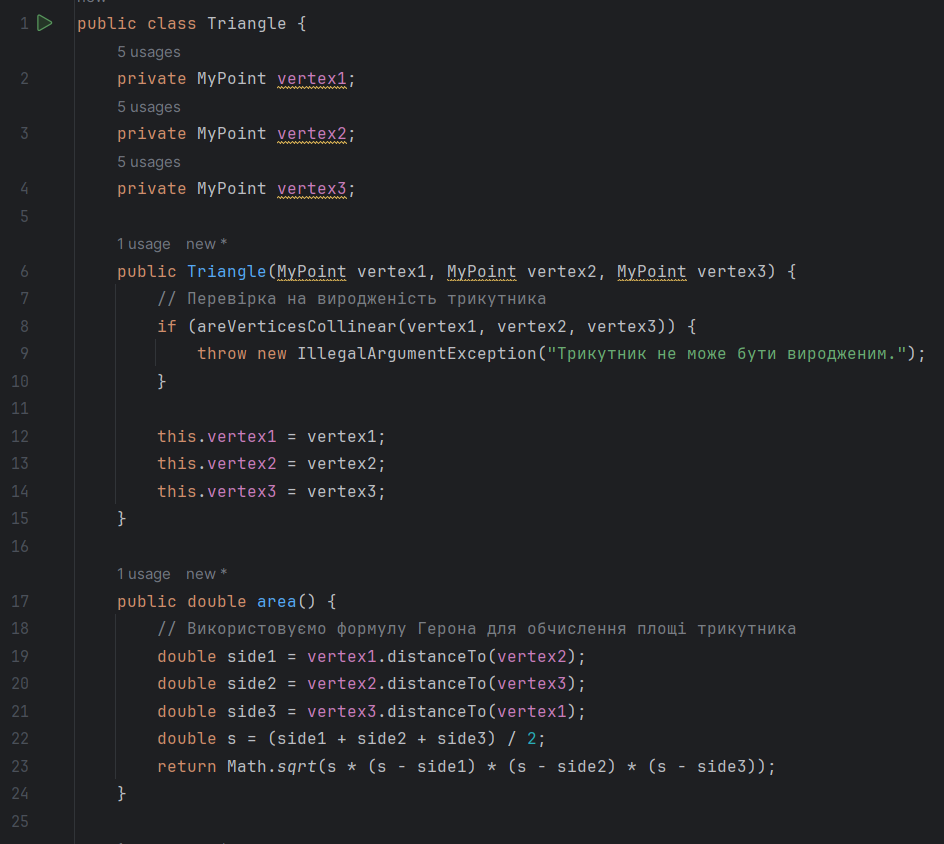 new *
1 public class Triangle {
5 usages
2 private MyPoint vertex1;
5 usages
3 private MyPoint vertex2;
5 usages
4 private MyPoint vertex3;
5
1 usage new *
6 public Triangle(MyPoint vertex1, MyPoint vertex2, MyPoint vertex3) {
7 // Перевірка на виродженість трикутника
8 if (areVerticesCollinear(vertex1, vertex2, vertex3)) {
9 throw new IllegalArgumentException("Трикутник не може бути виродженим.");
10 }
11
12 this.vertex1 = vertex1;
13 this.vertex2 = vertex2;
14 this.vertex3 = vertex3;
15 }
16
1 usage new *
17 public double area() {
18 // Використовуємо формулу Герона для обчислення площі трикутника
19 double side1 = vertex1.distanceTo(vertex2);
20 double side2 = vertex2.distanceTo(vertex3);
21 double side3 = vertex3.distanceTo(vertex1);
22 double s = (side1 + side2 + side3) / 2;
23 return Math.sqrt(s * (s - side1) * (s - side2) * (s - side3));
24 }
25